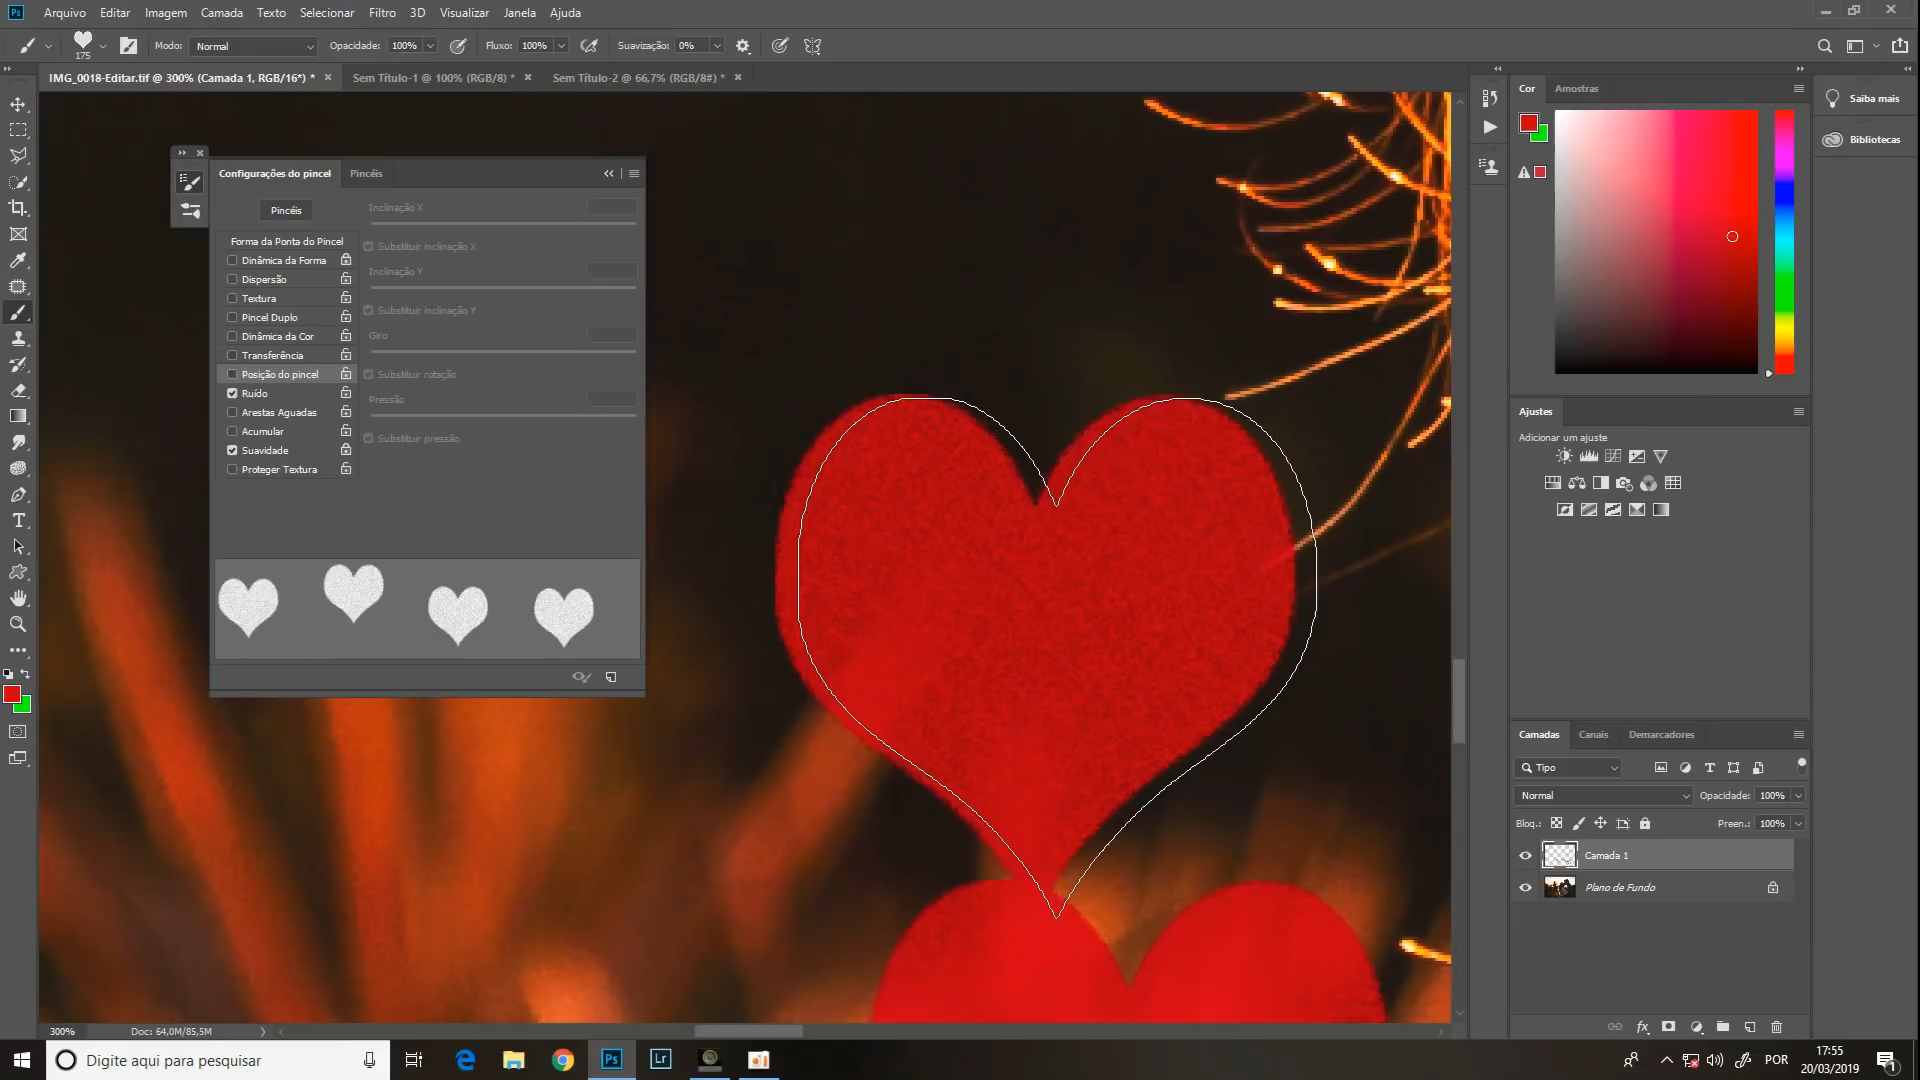 Ps Arquivo Editar Imagem Camada Texto Selecionar Filtro 3D Visualizar Janela Ajuda
175 Modo: Normal Opacidade: 100% Fluxo: 100% Suavização: 0%
IMG_0018-Editar.tif @ 300% (Camada 1, RGB/16*) * × Sem Título-1 @ 100% (RGB/8) * × Sem Título-2 @ 66,7% (RGB/8#) * ×
Configurações do pincel Pincéis
Pincéis
Forma da Ponta do Pincel
Dinâmica da Forma
Dispersão
Textura
Pincel Duplo
Dinâmica da Cor
Transferência
Posição do pincel
Ruído
Arestas Aguadas
Acumular
Suavidade
Proteger Textura
Inclinação X
Substituir inclinação X
Inclinação Y
Substituir inclinação Y
Giro
Substituir rotação
Pressão
Substituir pressão
Cor Amostras
Saiba mais
Bibliotecas
Ajustes
Adicionar um ajuste
Camadas Canais Demarcadores
Tipo
Normal Opacidade: 100%
Bloq.: Preen.: 100%
Camada 1
Plano de Fundo
300% Doc: 64,0M/85,5M
Digite aqui para pesquisar
Ps
Lr
POR
17:55
20/03/2019
1